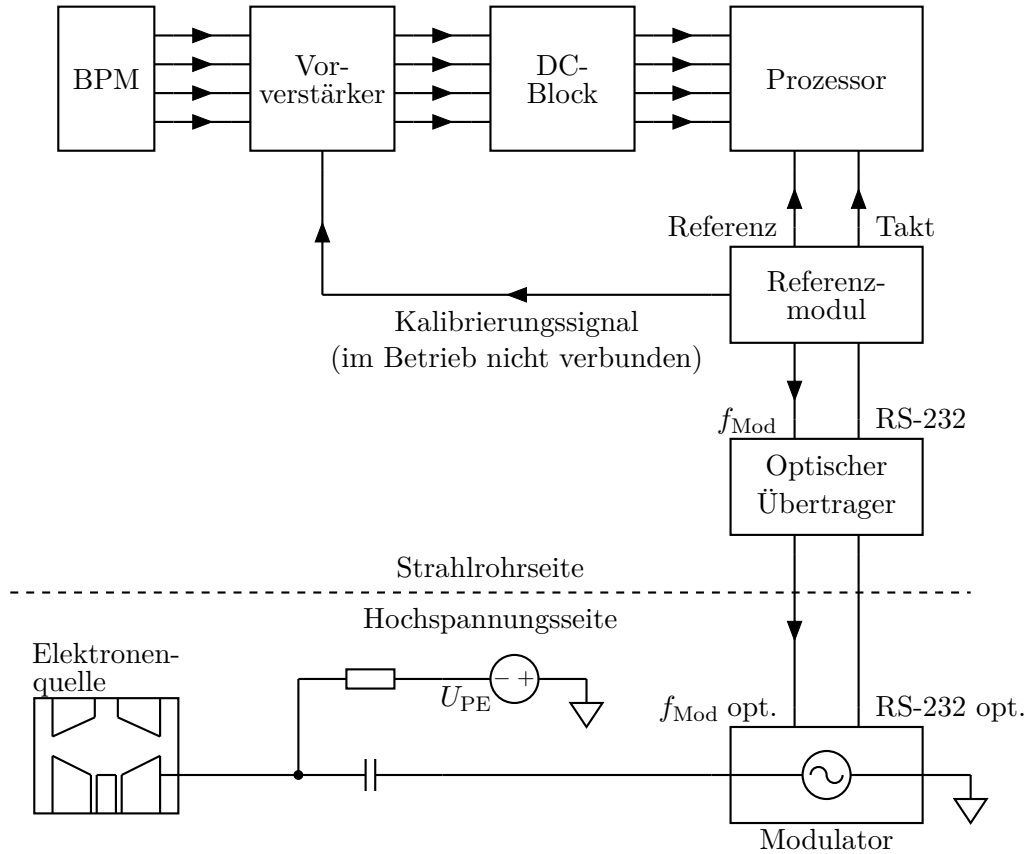 BPM
Vor-
verstärker
DC-
Block
Prozessor
Referenz
Takt
Referenz-
modul
Kalibrierungssignal
(im Betrieb nicht verbunden)
f_Mod
RS-232
Optischer
Übertrager
Strahlrohrseite
Hochspannungsseite
Elektronen-
quelle
U_PE
− +
f_Mod opt.
RS-232 opt.
Modulator